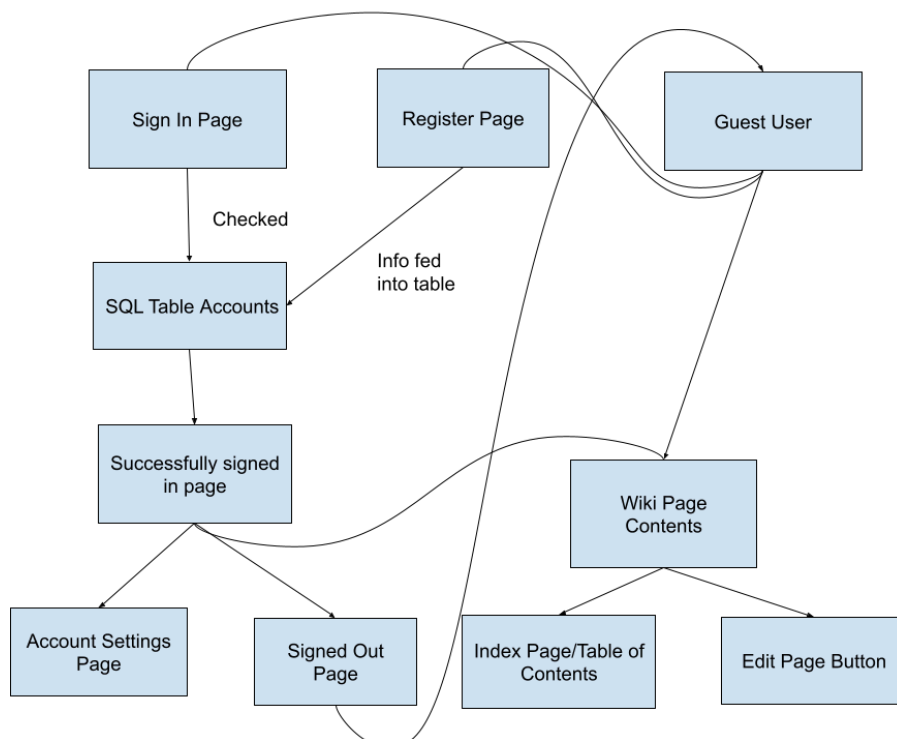 Sign In Page
Register Page
Guest User
Checked
Info fed
into table
SQL Table Accounts
Successfully signed
in page
Wiki Page
Contents
Account Settings
Page
Signed Out
Page
Index Page/Table of
Contents
Edit Page Button